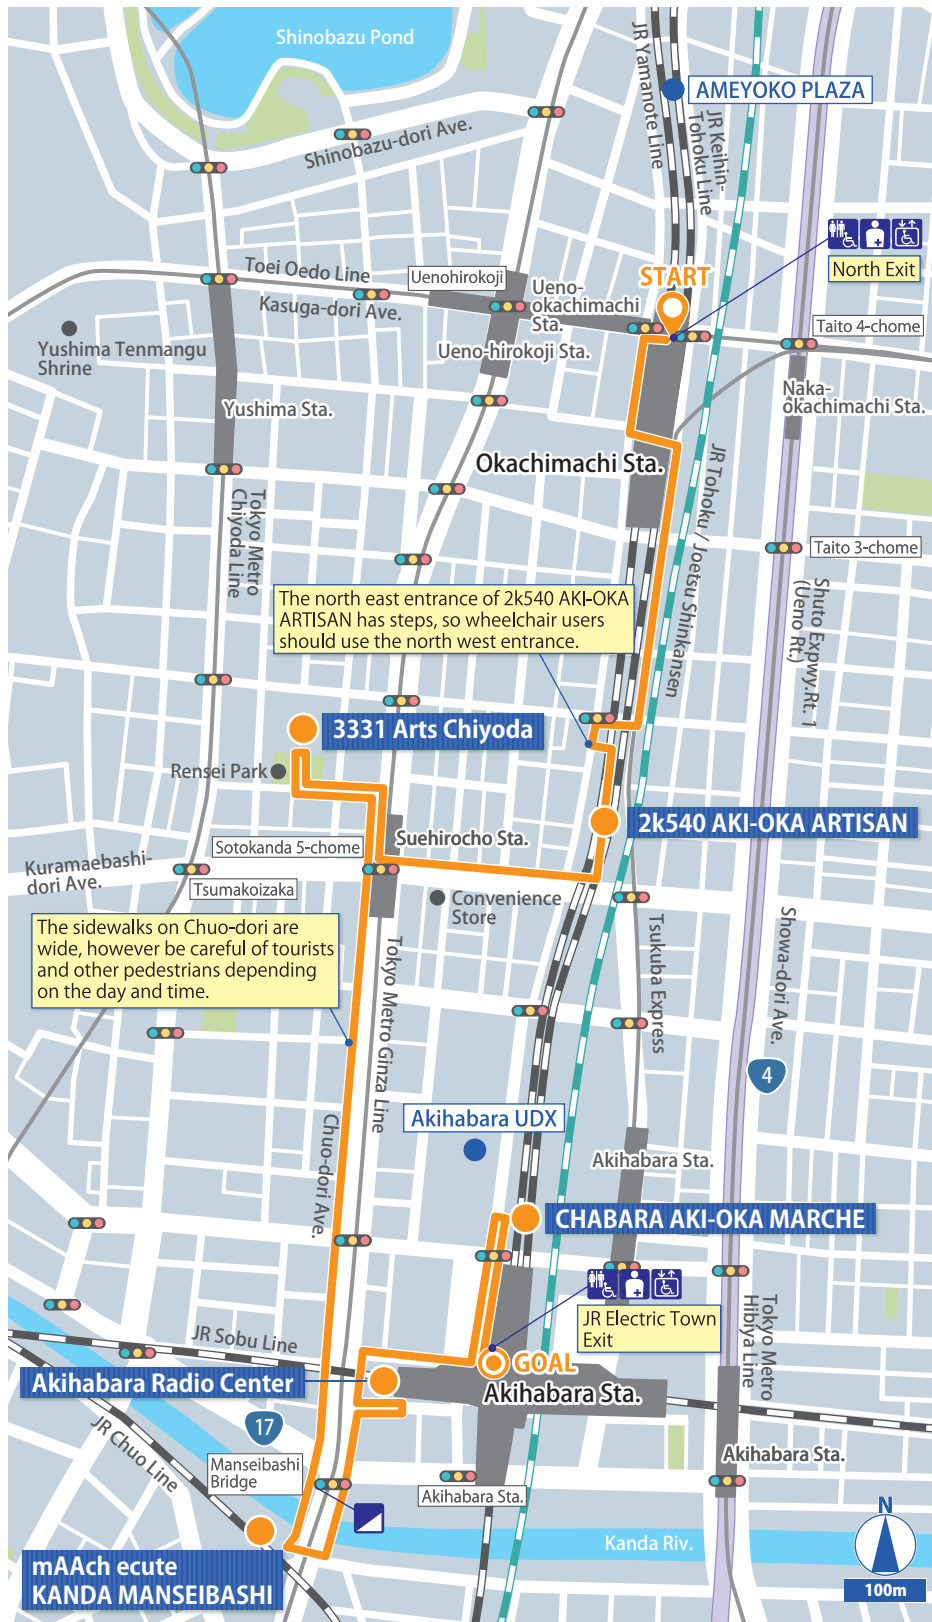 Shinobazu Pond
JR Yamanote Line
AMEYOKO PLAZA
JR Keihin-
Tohoku Line
Shinobazu-dori Ave.
North Exit
START
Toei Oedo Line
Uenohirokoji
Ueno-
okachimachi
Sta.
Kasuga-dori Ave.
Taito 4-chome
Yushima Tenmangu
Shrine
Ueno-hirokoji Sta.
Naka-
okachimachi Sta.
Yushima Sta.
Okachimachi Sta.
Tokyo Metro
Chiyoda Line
JR Tohoku / Joetsu Shinkansen
Taito 3-chome
Shuto Expwy.Rt. 1
(Ueno Rt.)
The north east entrance of 2k540 AKI-OKA
ARTISAN has steps, so wheelchair users
should use the north west entrance.
3331 Arts Chiyoda
Rensei Park
2k540 AKI-OKA ARTISAN
Suehirocho Sta.
Sotokanda 5-chome
Kuramaebashi-
dori Ave.
Tsumakoizaka
Convenience
Store
The sidewalks on Chuo-dori are
wide, however be careful of tourists
and other pedestrians depending
on the day and time.
Tokyo Metro Ginza Line
Tsukuba Express
Showa-dori Ave.
4
Akihabara UDX
Chuo-dori Ave.
Akihabara Sta.
CHABARA AKI-OKA MARCHE
JR Electric Town
Exit
Tokyo Metro
Hibiya Line
JR Sobu Line
GOAL
Akihabara Radio Center
Akihabara Sta.
17
JR Chuo Line
Manseibashi
Bridge
Akihabara Sta.
Akihabara Sta.
N
Kanda Riv.
mAAch ecute
KANDA MANSEIBASHI
100m